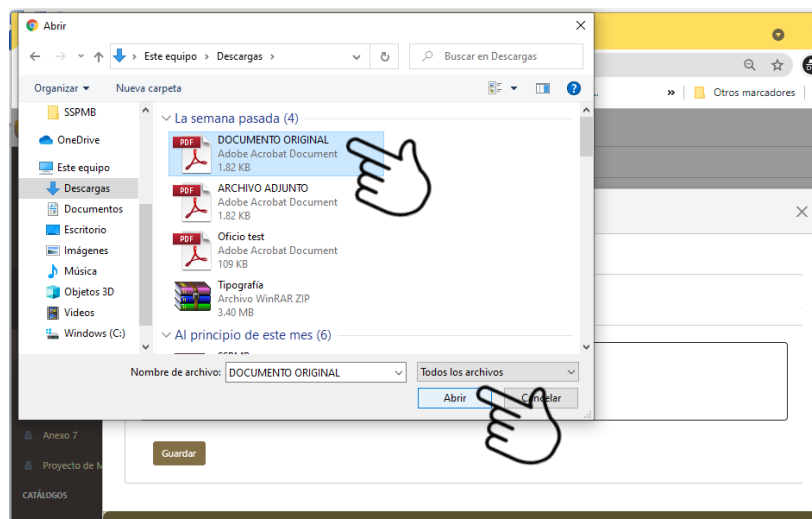 Abrir
Este equipo > Descargas >
Buscar en Descargas
Organizar
Nueva carpeta
Otros marcadores
SSPMB
OneDrive
Este equipo
Descargas
Documentos
Escritorio
Imágenes
Música
Objetos 3D
Videos
Windows (C:)
La semana pasada (4)
PDF
DOCUMENTO ORIGINAL
Adobe Acrobat Document
1.82 KB
PDF
ARCHIVO ADJUNTO
Adobe Acrobat Document
1.82 KB
PDF
Oficio test
Adobe Acrobat Document
109 KB
Tipografía
Archivo WinRAR ZIP
3.40 MB
Al principio de este mes (6)
Nombre de archivo: DOCUMENTO ORIGINAL
Todos los archivos
Abrir
Cancelar
Anexo 7
Guardar
Proyecto de M
CATÁLOGOS